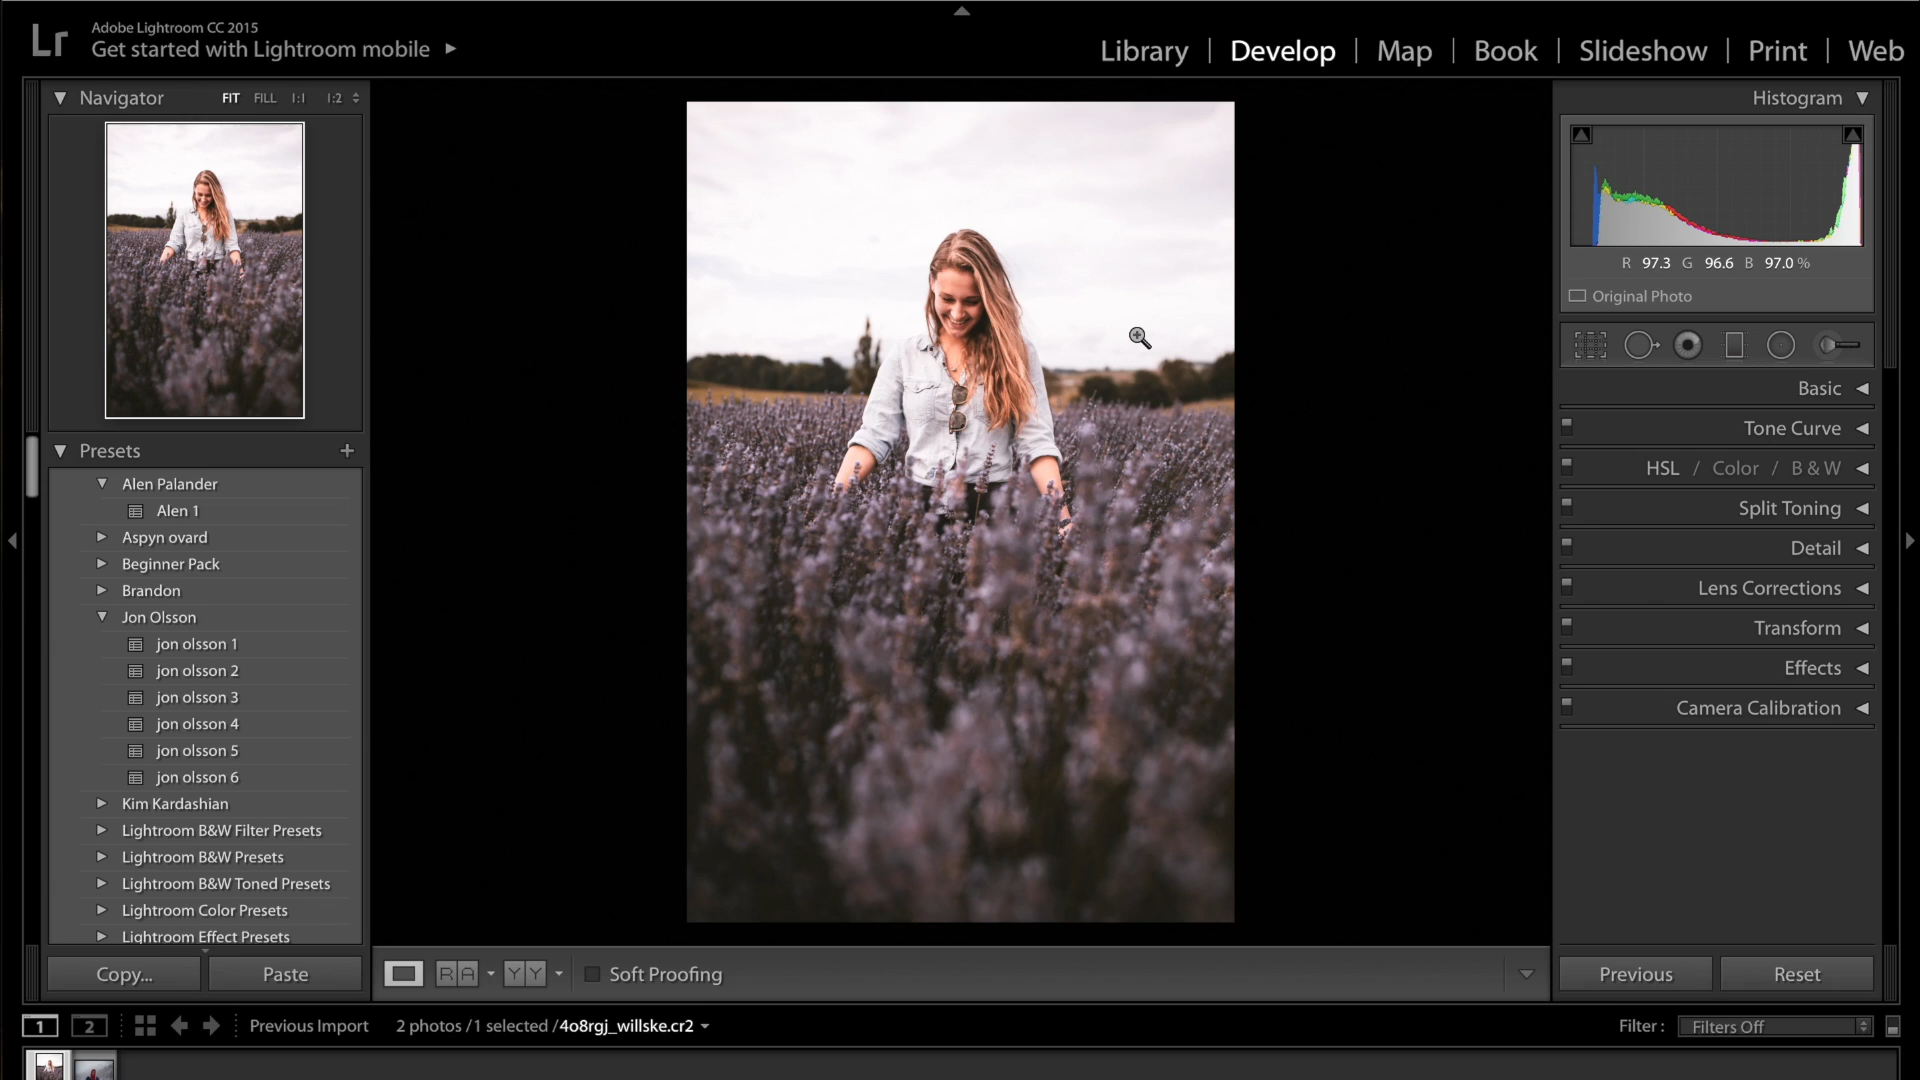 Lr
Adobe Lightroom CC 2015
Get started with Lightroom mobile
Library | Develop | Map | Book | Slideshow | Print | Web
Navigator FIT FILL 1:1 1:2
Histogram
R 97.3 G 96.6 B 97.0 %
Original Photo
Basic
Tone Curve
HSL / Color / B & W
Split Toning
Detail
Lens Corrections
Transform
Effects
Camera Calibration
Presets +
Alen Palander
Alen 1
Aspyn ovard
Beginner Pack
Brandon
Jon Olsson
jon olsson 1
jon olsson 2
jon olsson 3
jon olsson 4
jon olsson 5
jon olsson 6
Kim Kardashian
Lightroom B&W Filter Presets
Lightroom B&W Presets
Lightroom B&W Toned Presets
Lightroom Color Presets
Lightroom Effect Presets
Copy... Paste
R A Y Y Soft Proofing
Previous Reset
1 2 Previous Import 2 photos /1 selected /4o8rgj_willske.cr2
Filter : Filters Off